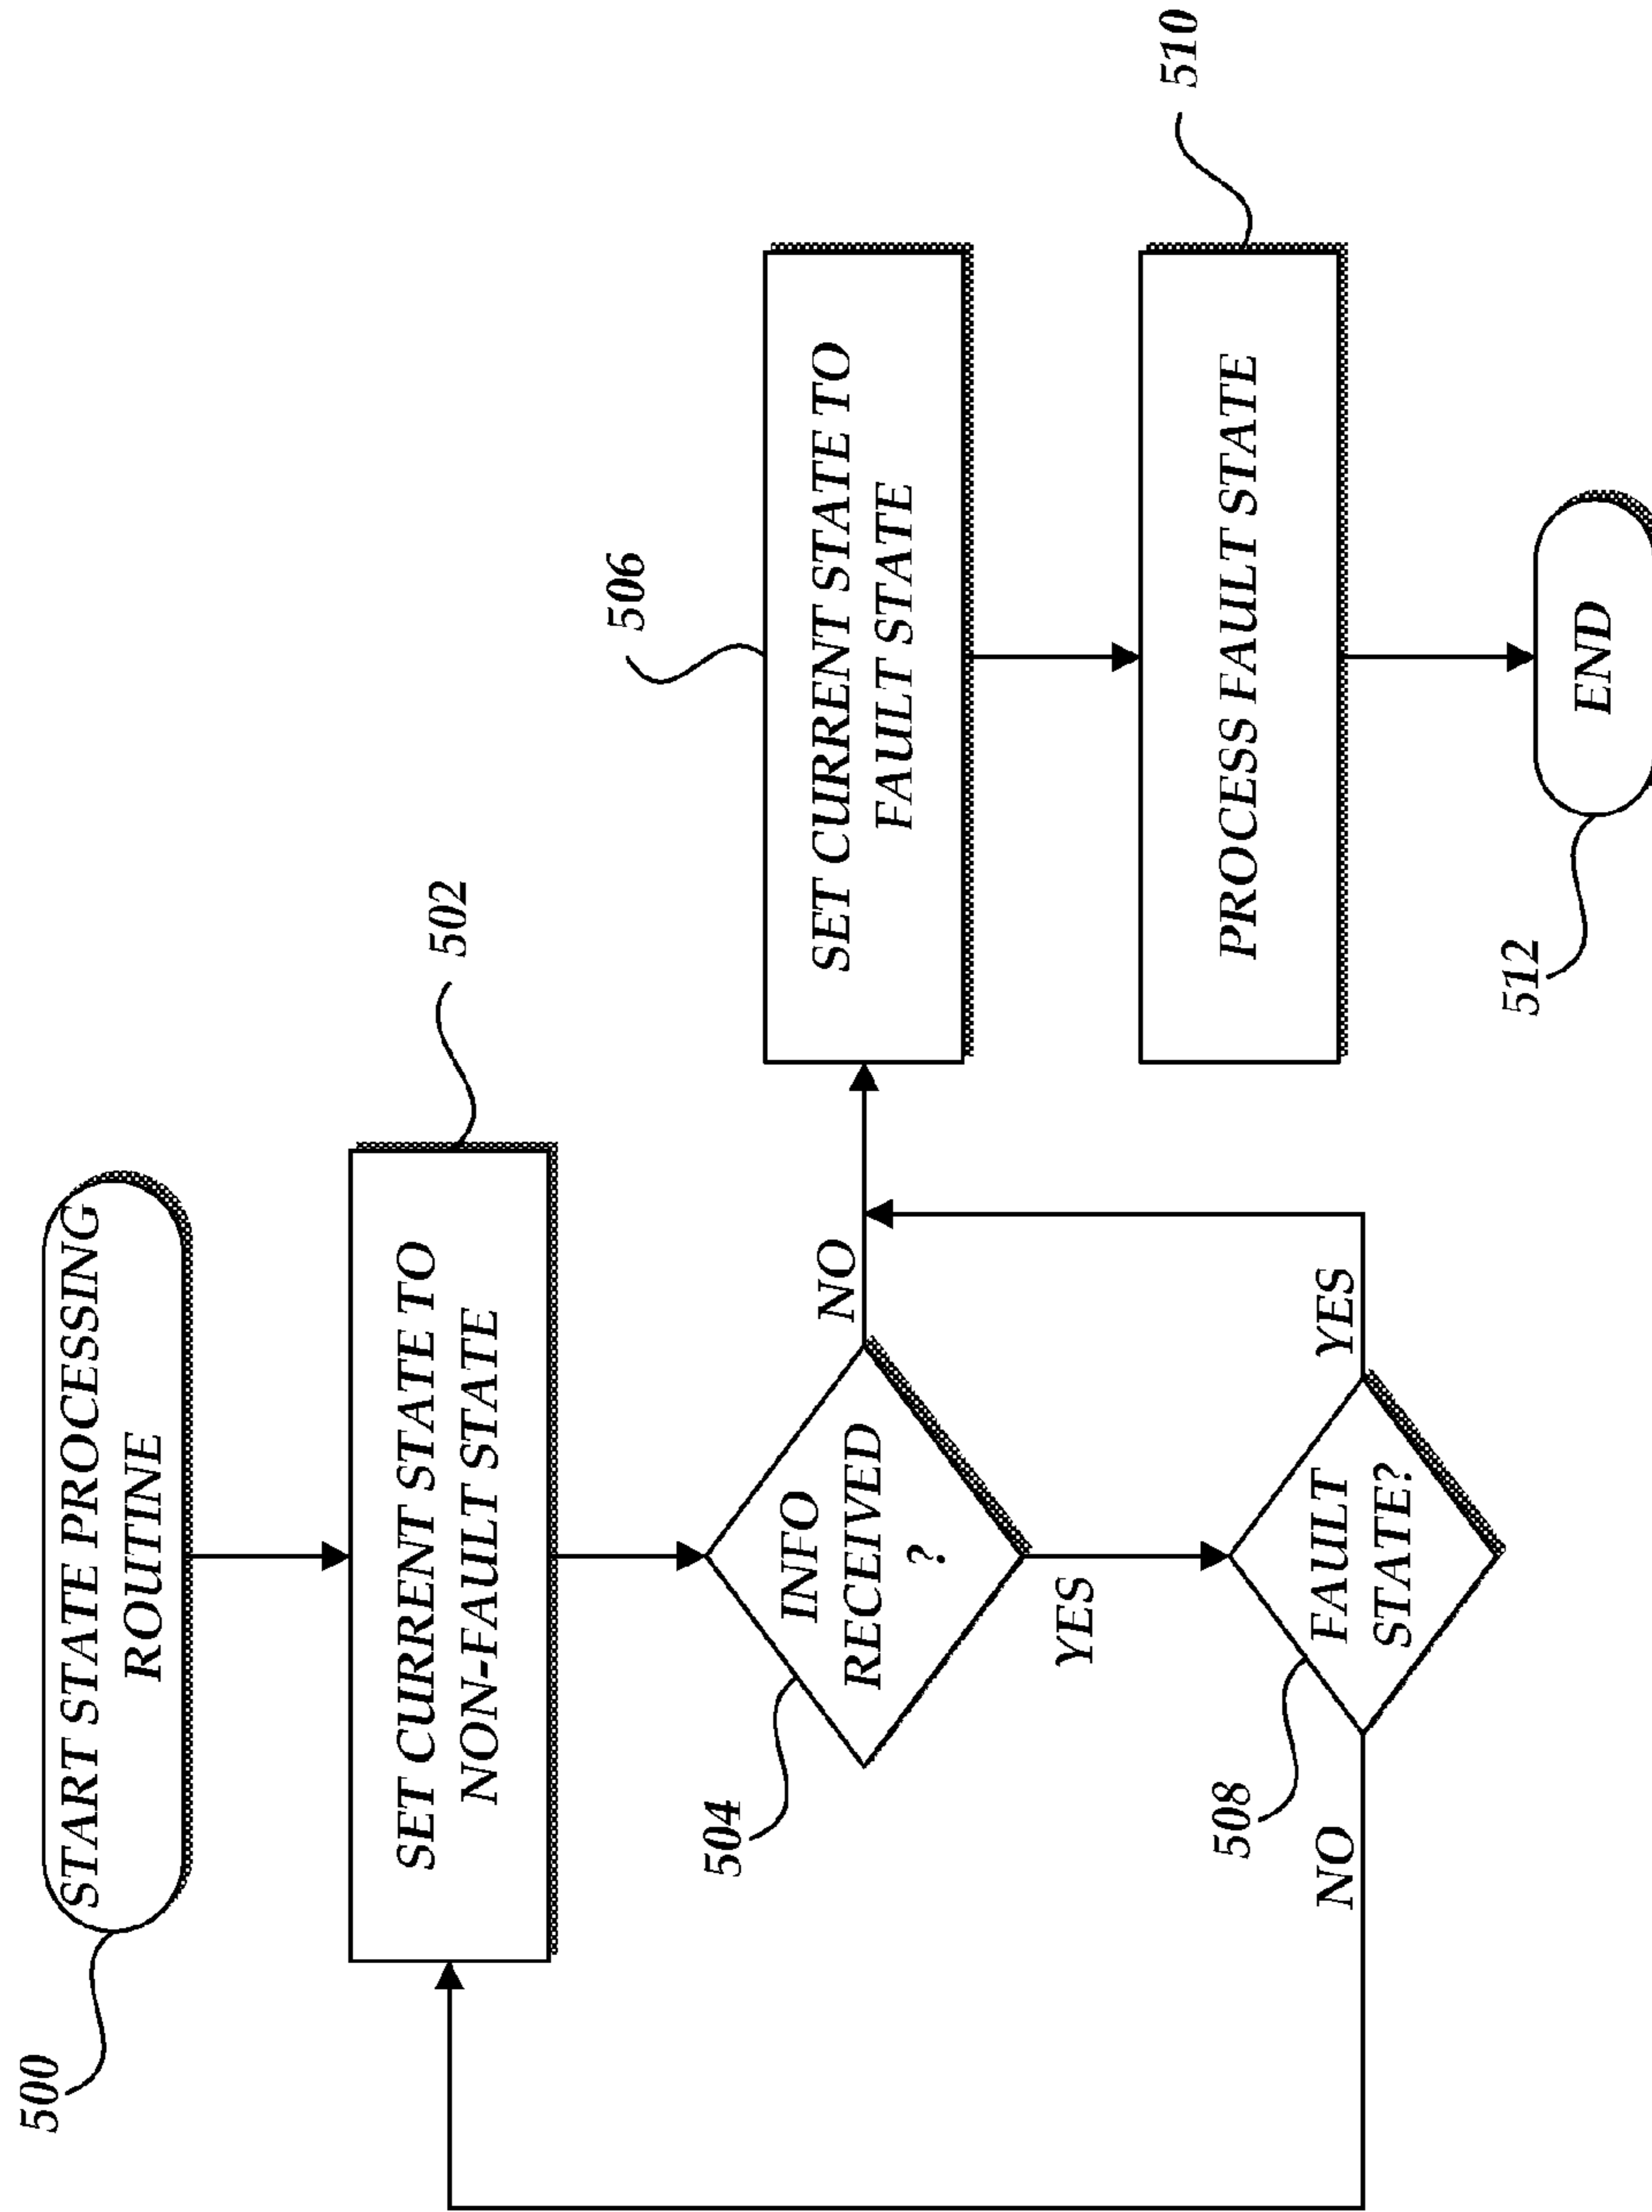 500
START STATE PROCESSING
ROUTINE
502
SET CURRENT STATE TO
NON-FAULT STATE
504
INFO
RECEIVED
?
NO
YES
506
SET CURRENT STATE TO
FAULT STATE
508
FAULT
STATE?
NO
YES
510
PROCESS FAULT STATE
512
END